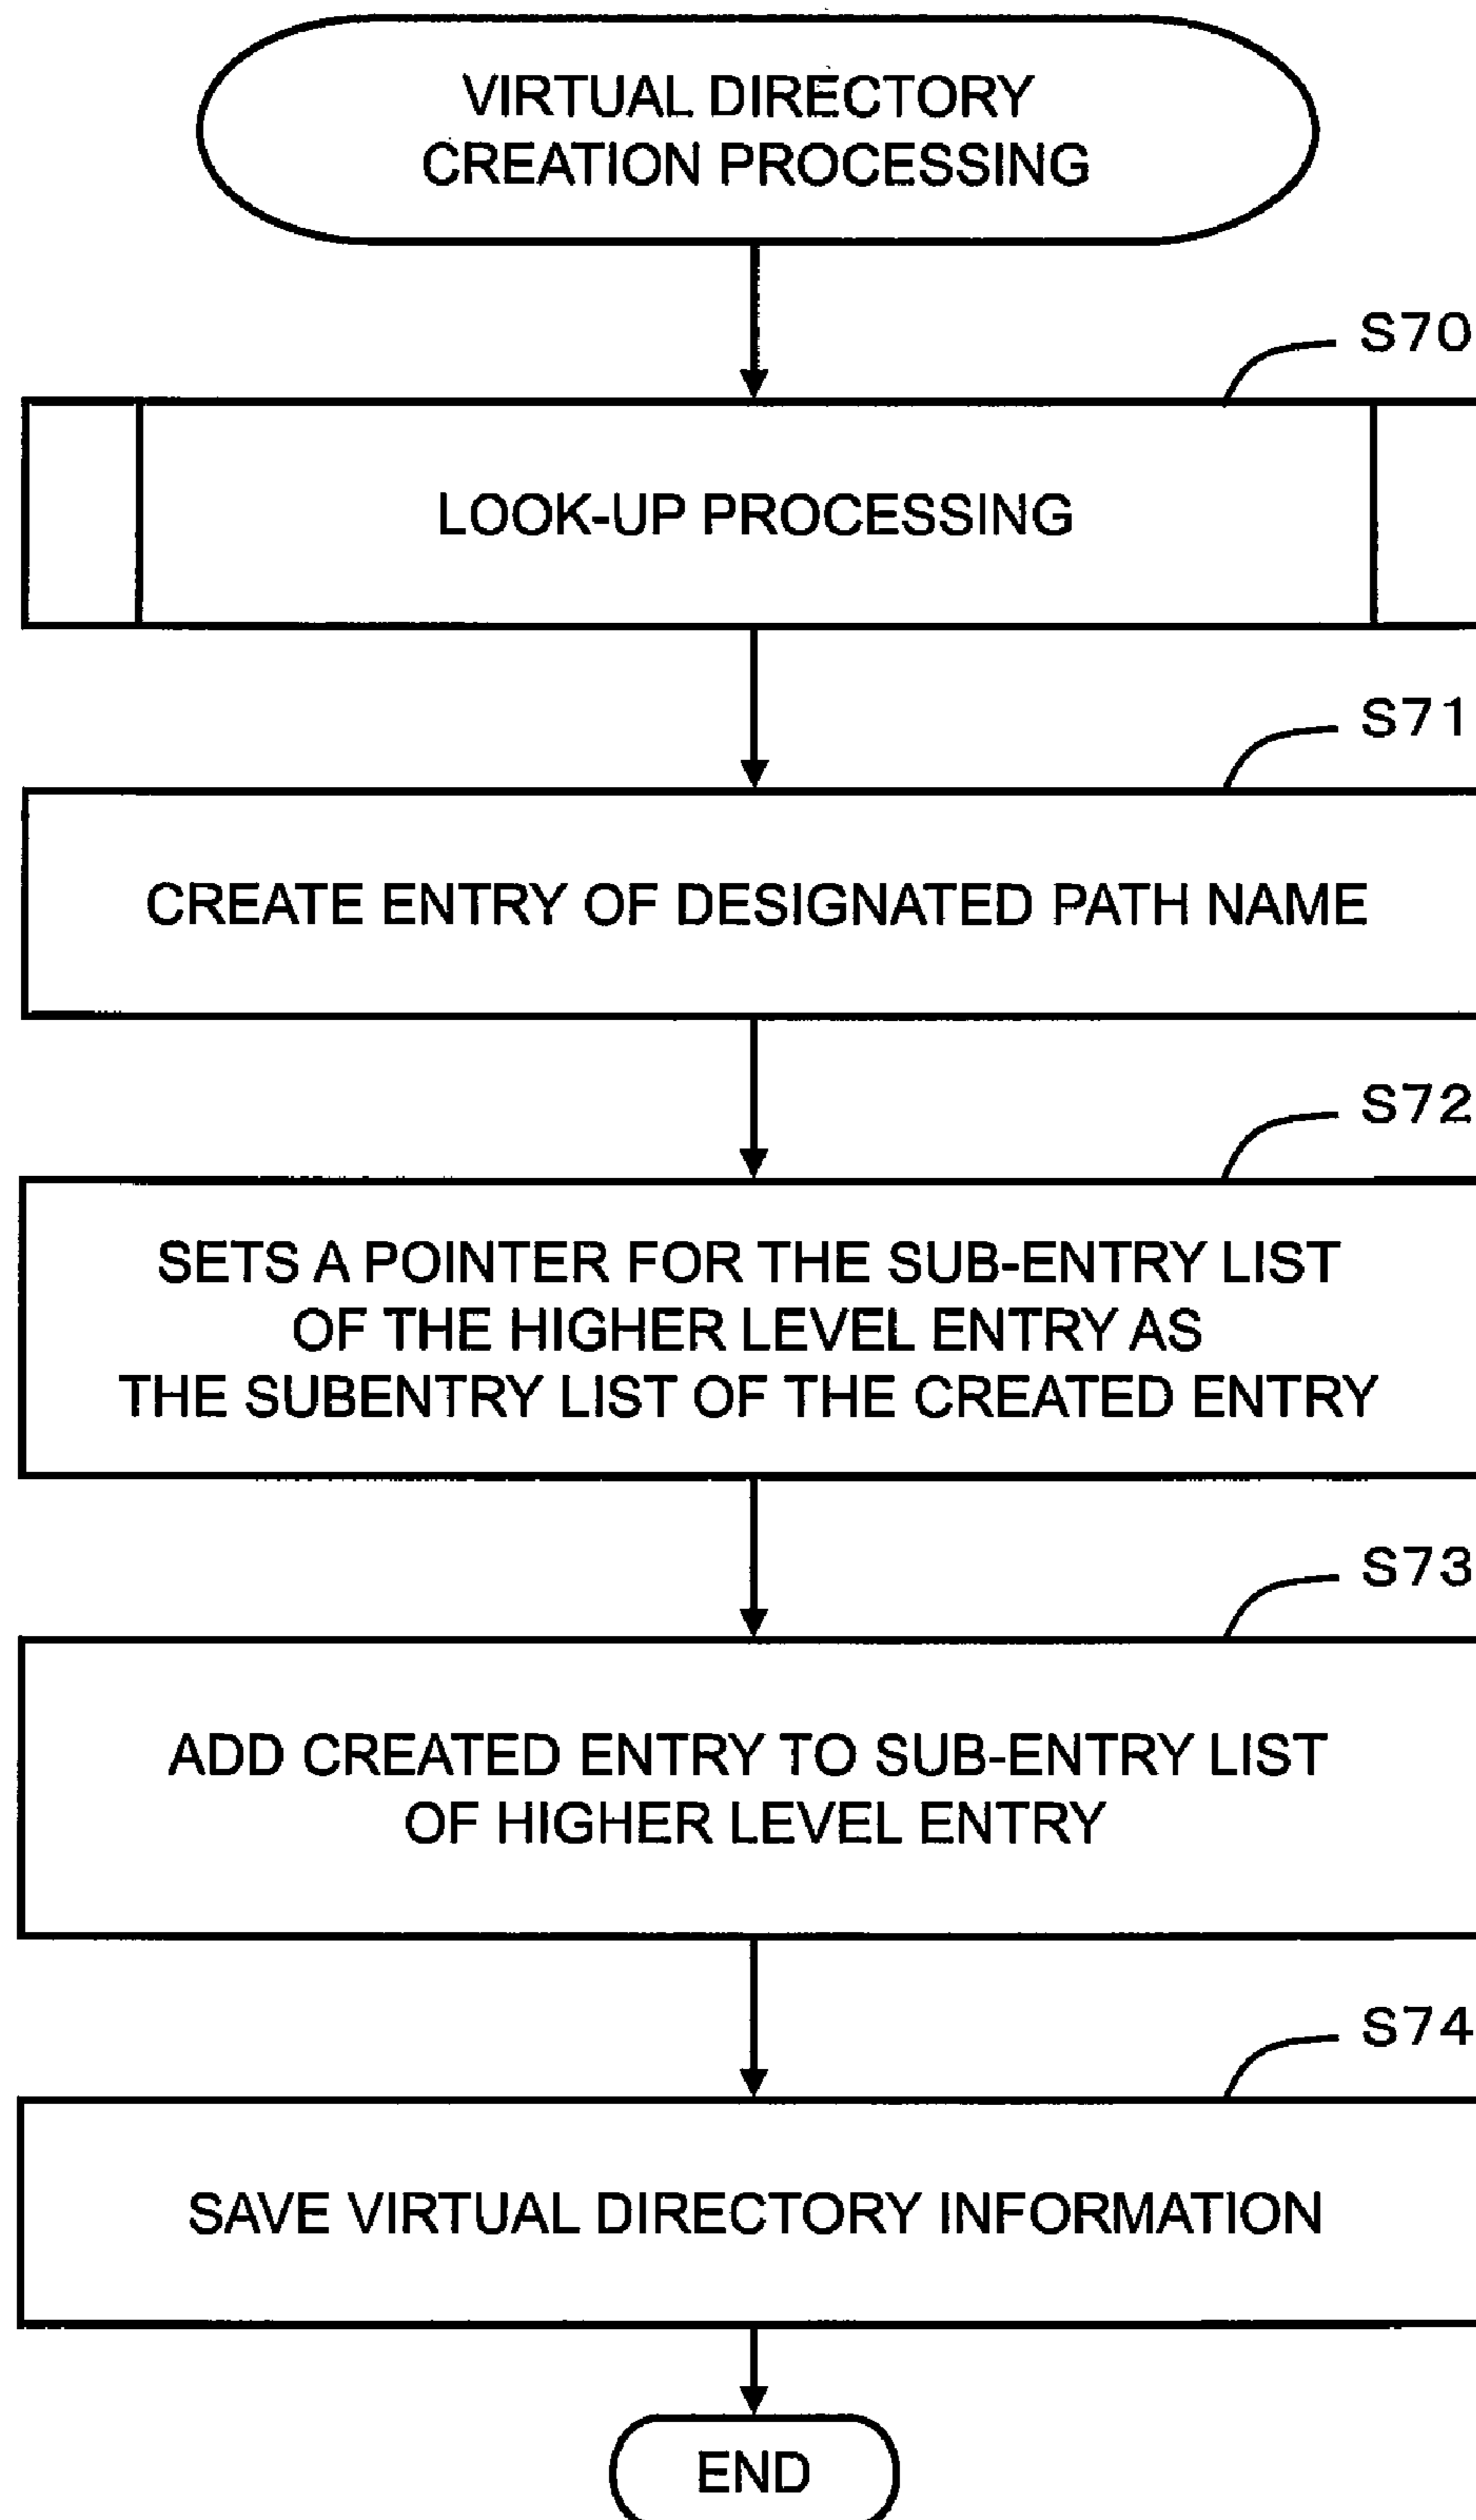 VIRTUAL DIRECTORY
CREATION PROCESSING
S70
LOOK-UP PROCESSING
S71
CREATE ENTRY OF DESIGNATED PATH NAME
S72
SETS A POINTER FOR THE SUB-ENTRY LIST
OF THE HIGHER LEVEL ENTRY AS
THE SUBENTRY LIST OF THE CREATED ENTRY
S73
ADD CREATED ENTRY TO SUB-ENTRY LIST
OF HIGHER LEVEL ENTRY
S74
SAVE VIRTUAL DIRECTORY INFORMATION
END